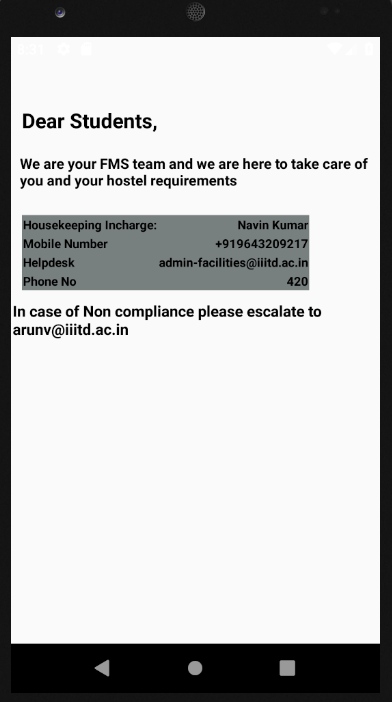 Dear Students,
We are your FMS team and we are here to take care of
you and your hostel requirements
Housekeeping Incharge: Navin Kumar
Mobile Number +919643209217
Helpdesk admin-facilities@iiitd.ac.in
Phone No 420
In case of Non compliance please escalate to
arunv@iiitd.ac.in